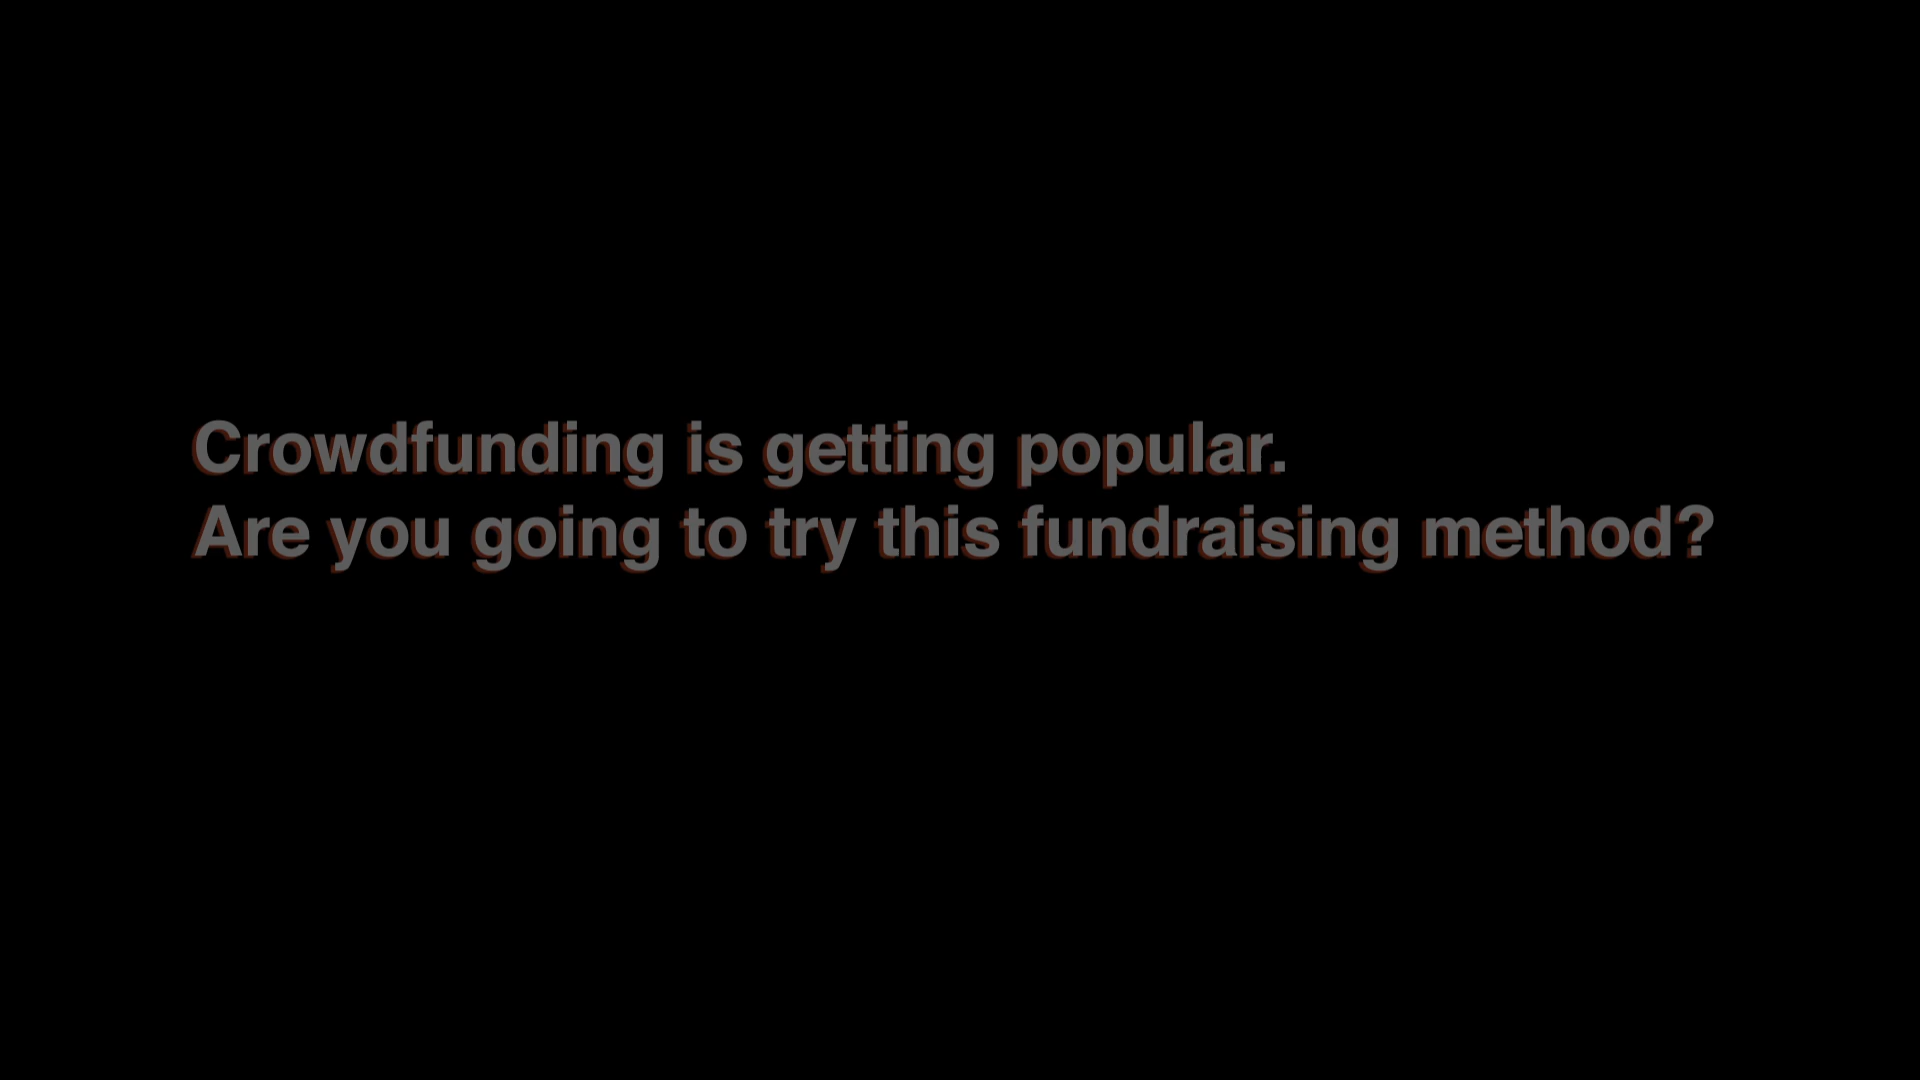 Crowdfunding is getting popular.
Are you going to try this fundraising method?